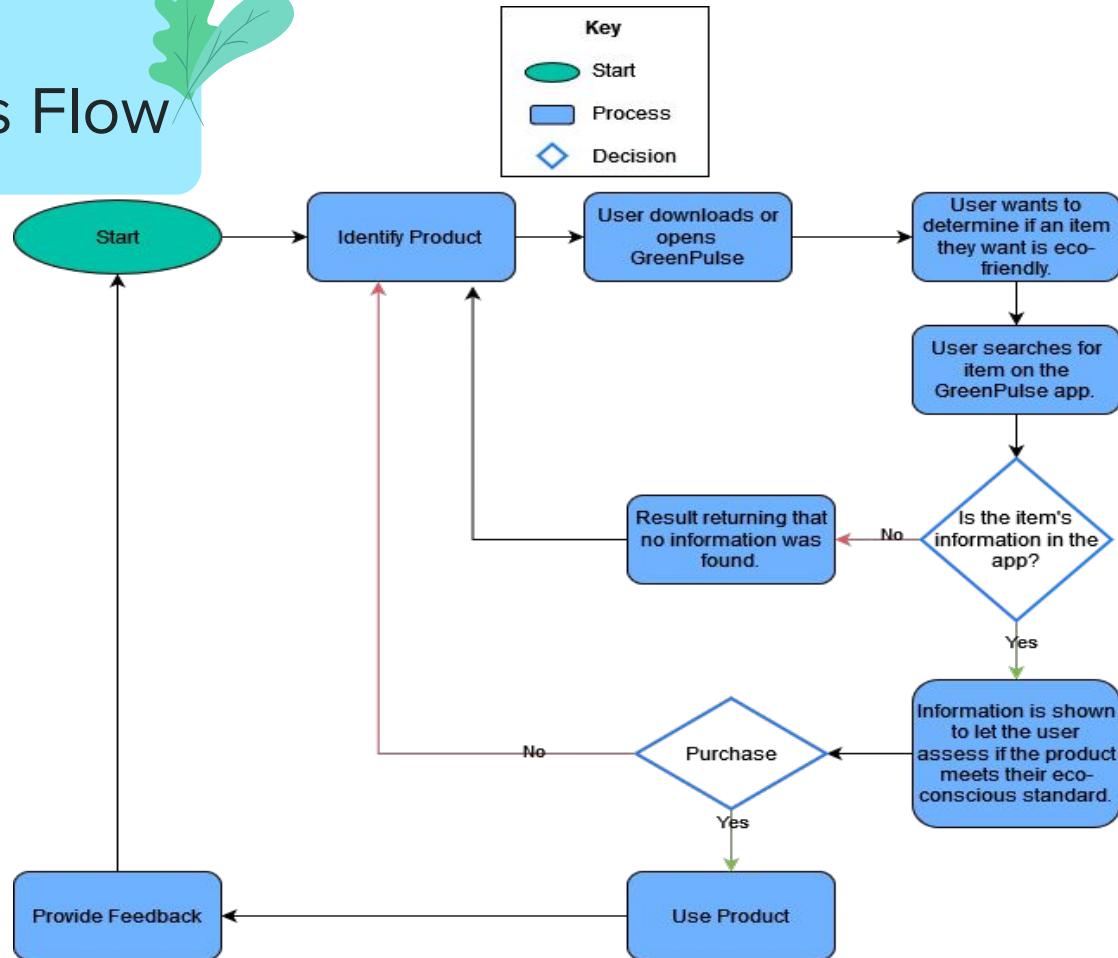 s Flow
Key
Start
Process
Decision
Start
Identify Product
User downloads or
opens
GreenPulse
User wants to
determine if an item
they want is eco-
friendly.
User searches for
item on the
GreenPulse app.
Is the item's
information in the
app?
No
Result returning that
no information was
found.
Yes
Information is shown
to let the user
assess if the product
meets their eco-
conscious standard.
Purchase
No
Yes
Use Product
Provide Feedback